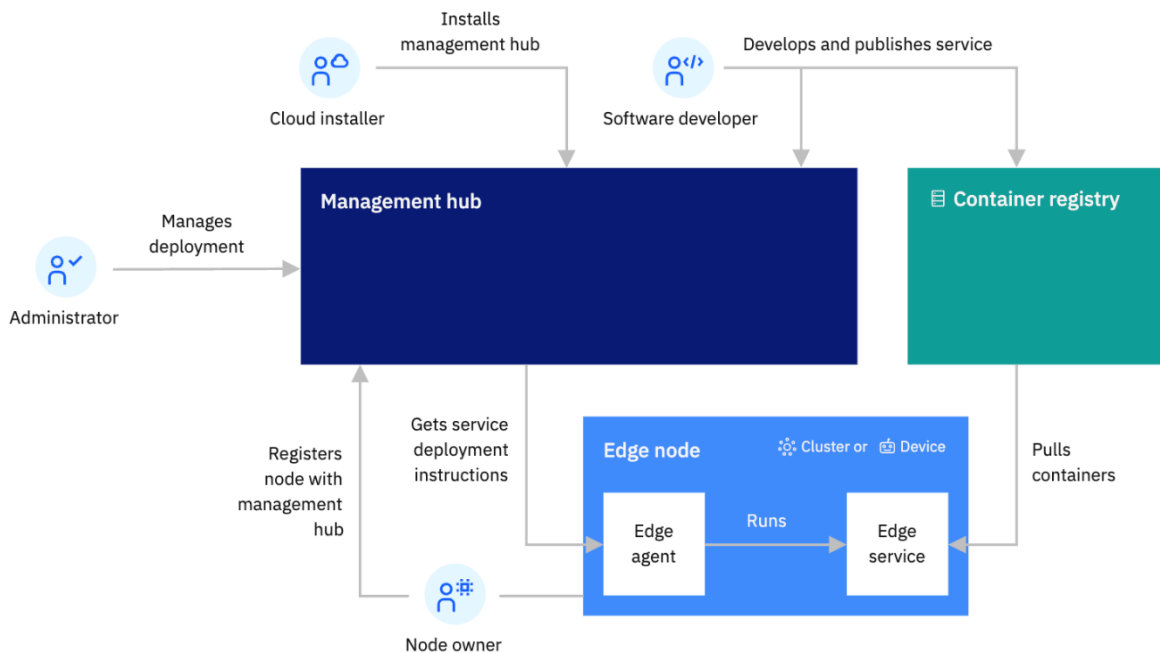 Installs
management hub
Cloud installer
Develops and publishes service
Software developer
Management hub
Container registry
Manages
deployment
Administrator
Gets service
deployment
instructions
Registers
node with
management
hub
Edge node
Cluster or
Device
Pulls
containers
Edge
agent
Runs
Edge
service
Node owner